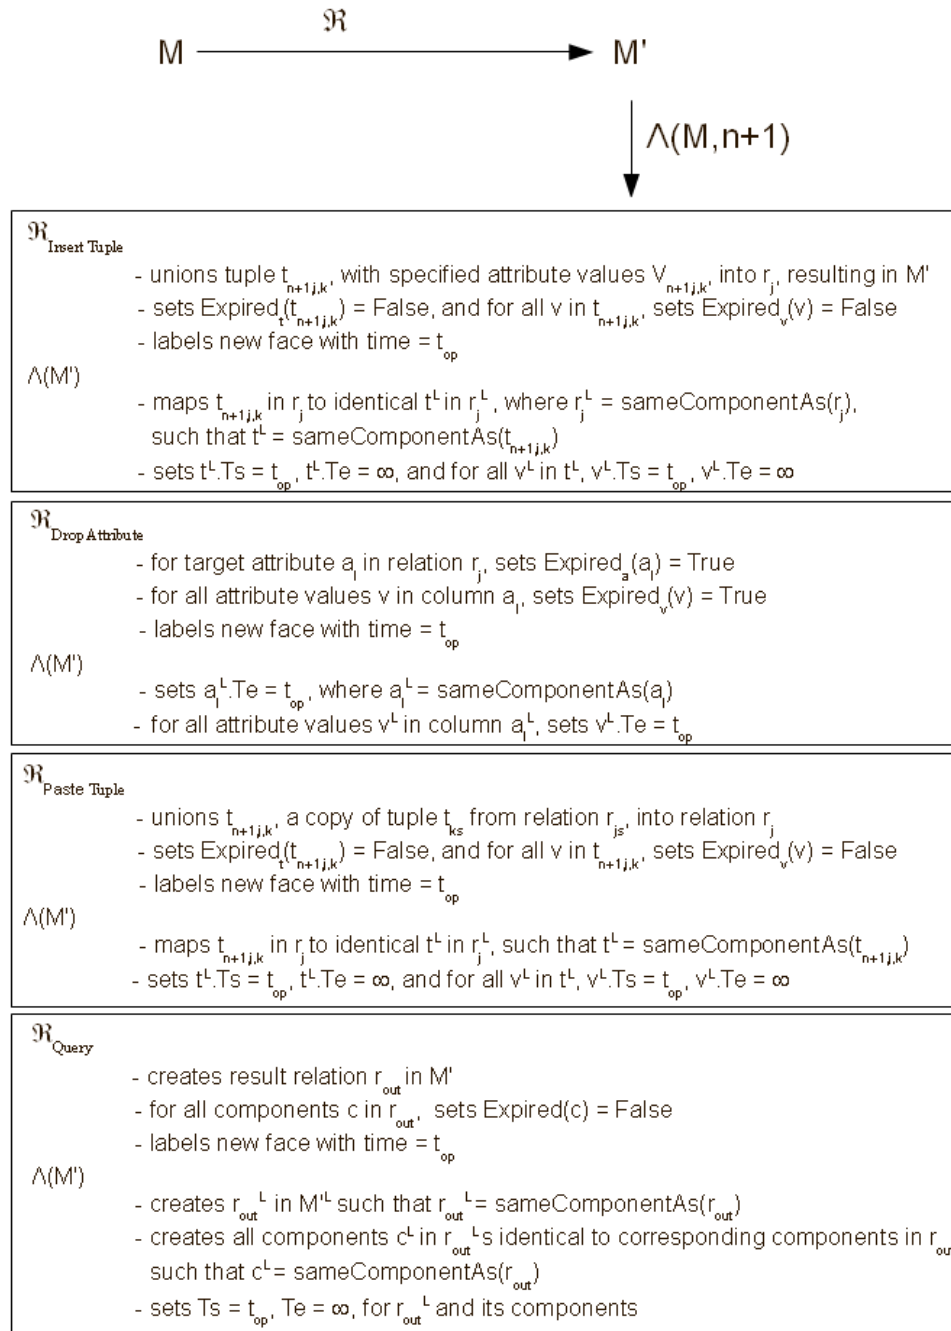 ℜ
M M'
Λ(M,n+1)
ℜInsert Tuple
- unions tuple tn+1,j,k, with specified attribute values Vn+1,j,k, into rj, resulting in M'
- sets Expiredt(tn+1,j,k) = False, and for all v in tn+1,j,k, sets Expiredv(v) = False
- labels new face with time = top
Λ(M')
- maps tn+1,j,k in rj to identical tL in rjL, where rjL = sameComponentAs(rj),
such that tL = sameComponentAs(tn+1,j,k)
- sets tL.Ts = top, tL.Te = ∞, and for all vL in tL, vL.Ts = top, vL.Te = ∞
ℜDrop Attribute
- for target attribute al in relation rj, sets Expireda(al) = True
- for all attribute values v in column al, sets Expiredv(v) = True
- labels new face with time = top
Λ(M')
- sets alL.Te = top, where alL = sameComponentAs(al)
- for all attribute values vL in column alL, sets vL.Te = top
ℜPaste Tuple
- unions tn+1,j,k, a copy of tuple tks from relation rjs, into relation rj
- sets Expiredt(tn+1,j,k) = False, and for all v in tn+1,j,k, sets Expiredv(v) = False
- labels new face with time = top
Λ(M')
- maps tn+1,j,k in rj to identical tL in rjL, such that tL = sameComponentAs(tn+1,j,k)
- sets tL.Ts = top, tL.Te = ∞, and for all vL in tL, vL.Ts = top, vL.Te = ∞
ℜQuery
- creates result relation rout in M'
- for all components c in rout, sets Expired(c) = False
- labels new face with time = top
Λ(M')
- creates routL in M'L such that routL = sameComponentAs(rout)
- creates all components cL in routL s identical to corresponding components in rout
such that cL = sameComponentAs(rout)
- sets Ts = top, Te = ∞, for routL and its components